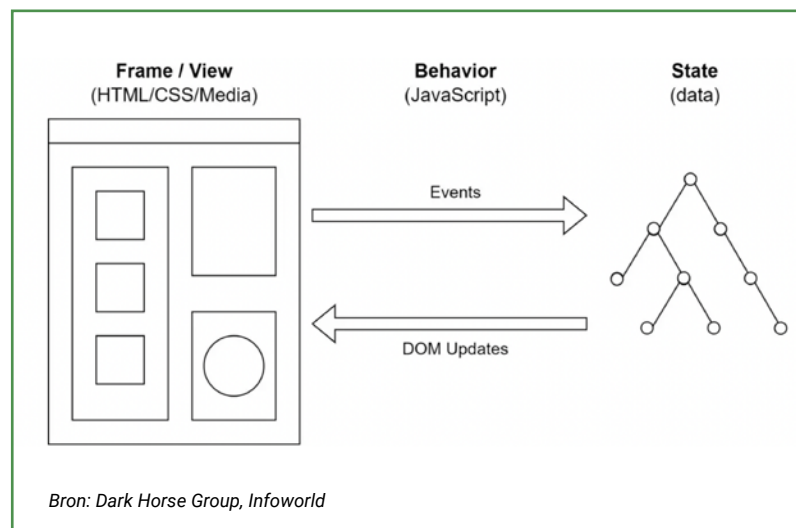 Frame / View
(HTML/CSS/Media)
Behavior
(JavaScript)
State
(data)
Events
DOM Updates
Bron: Dark Horse Group, Infoworld